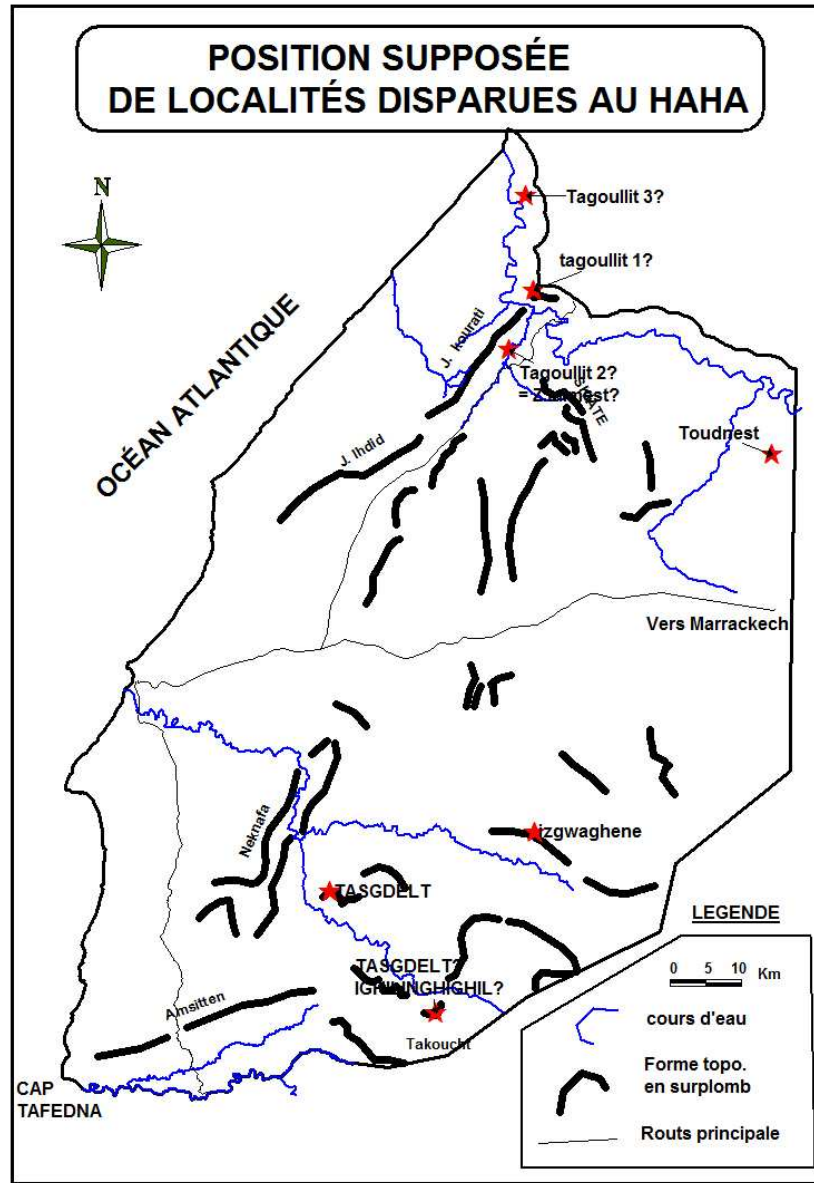 POSITION SUPPOSÉE
DE LOCALITÉS DISPARUES AU HAHA
N
Tagoullit 3?
tagoullit 1?
OCÉAN ATLANTIQUE
J. kourati
Tagoullit 2?
SKIATE
Toudnest
J. Ihdid
Vers Marrackech
Neknafa
izgwaghene
TASGDELT
LEGENDE
TASGDELT?
Amsitten
Takoucht
CAP
TAFEDNA
0 5 10 Km
cours d'eau
Forme topo.
en surplomb
Routs principale